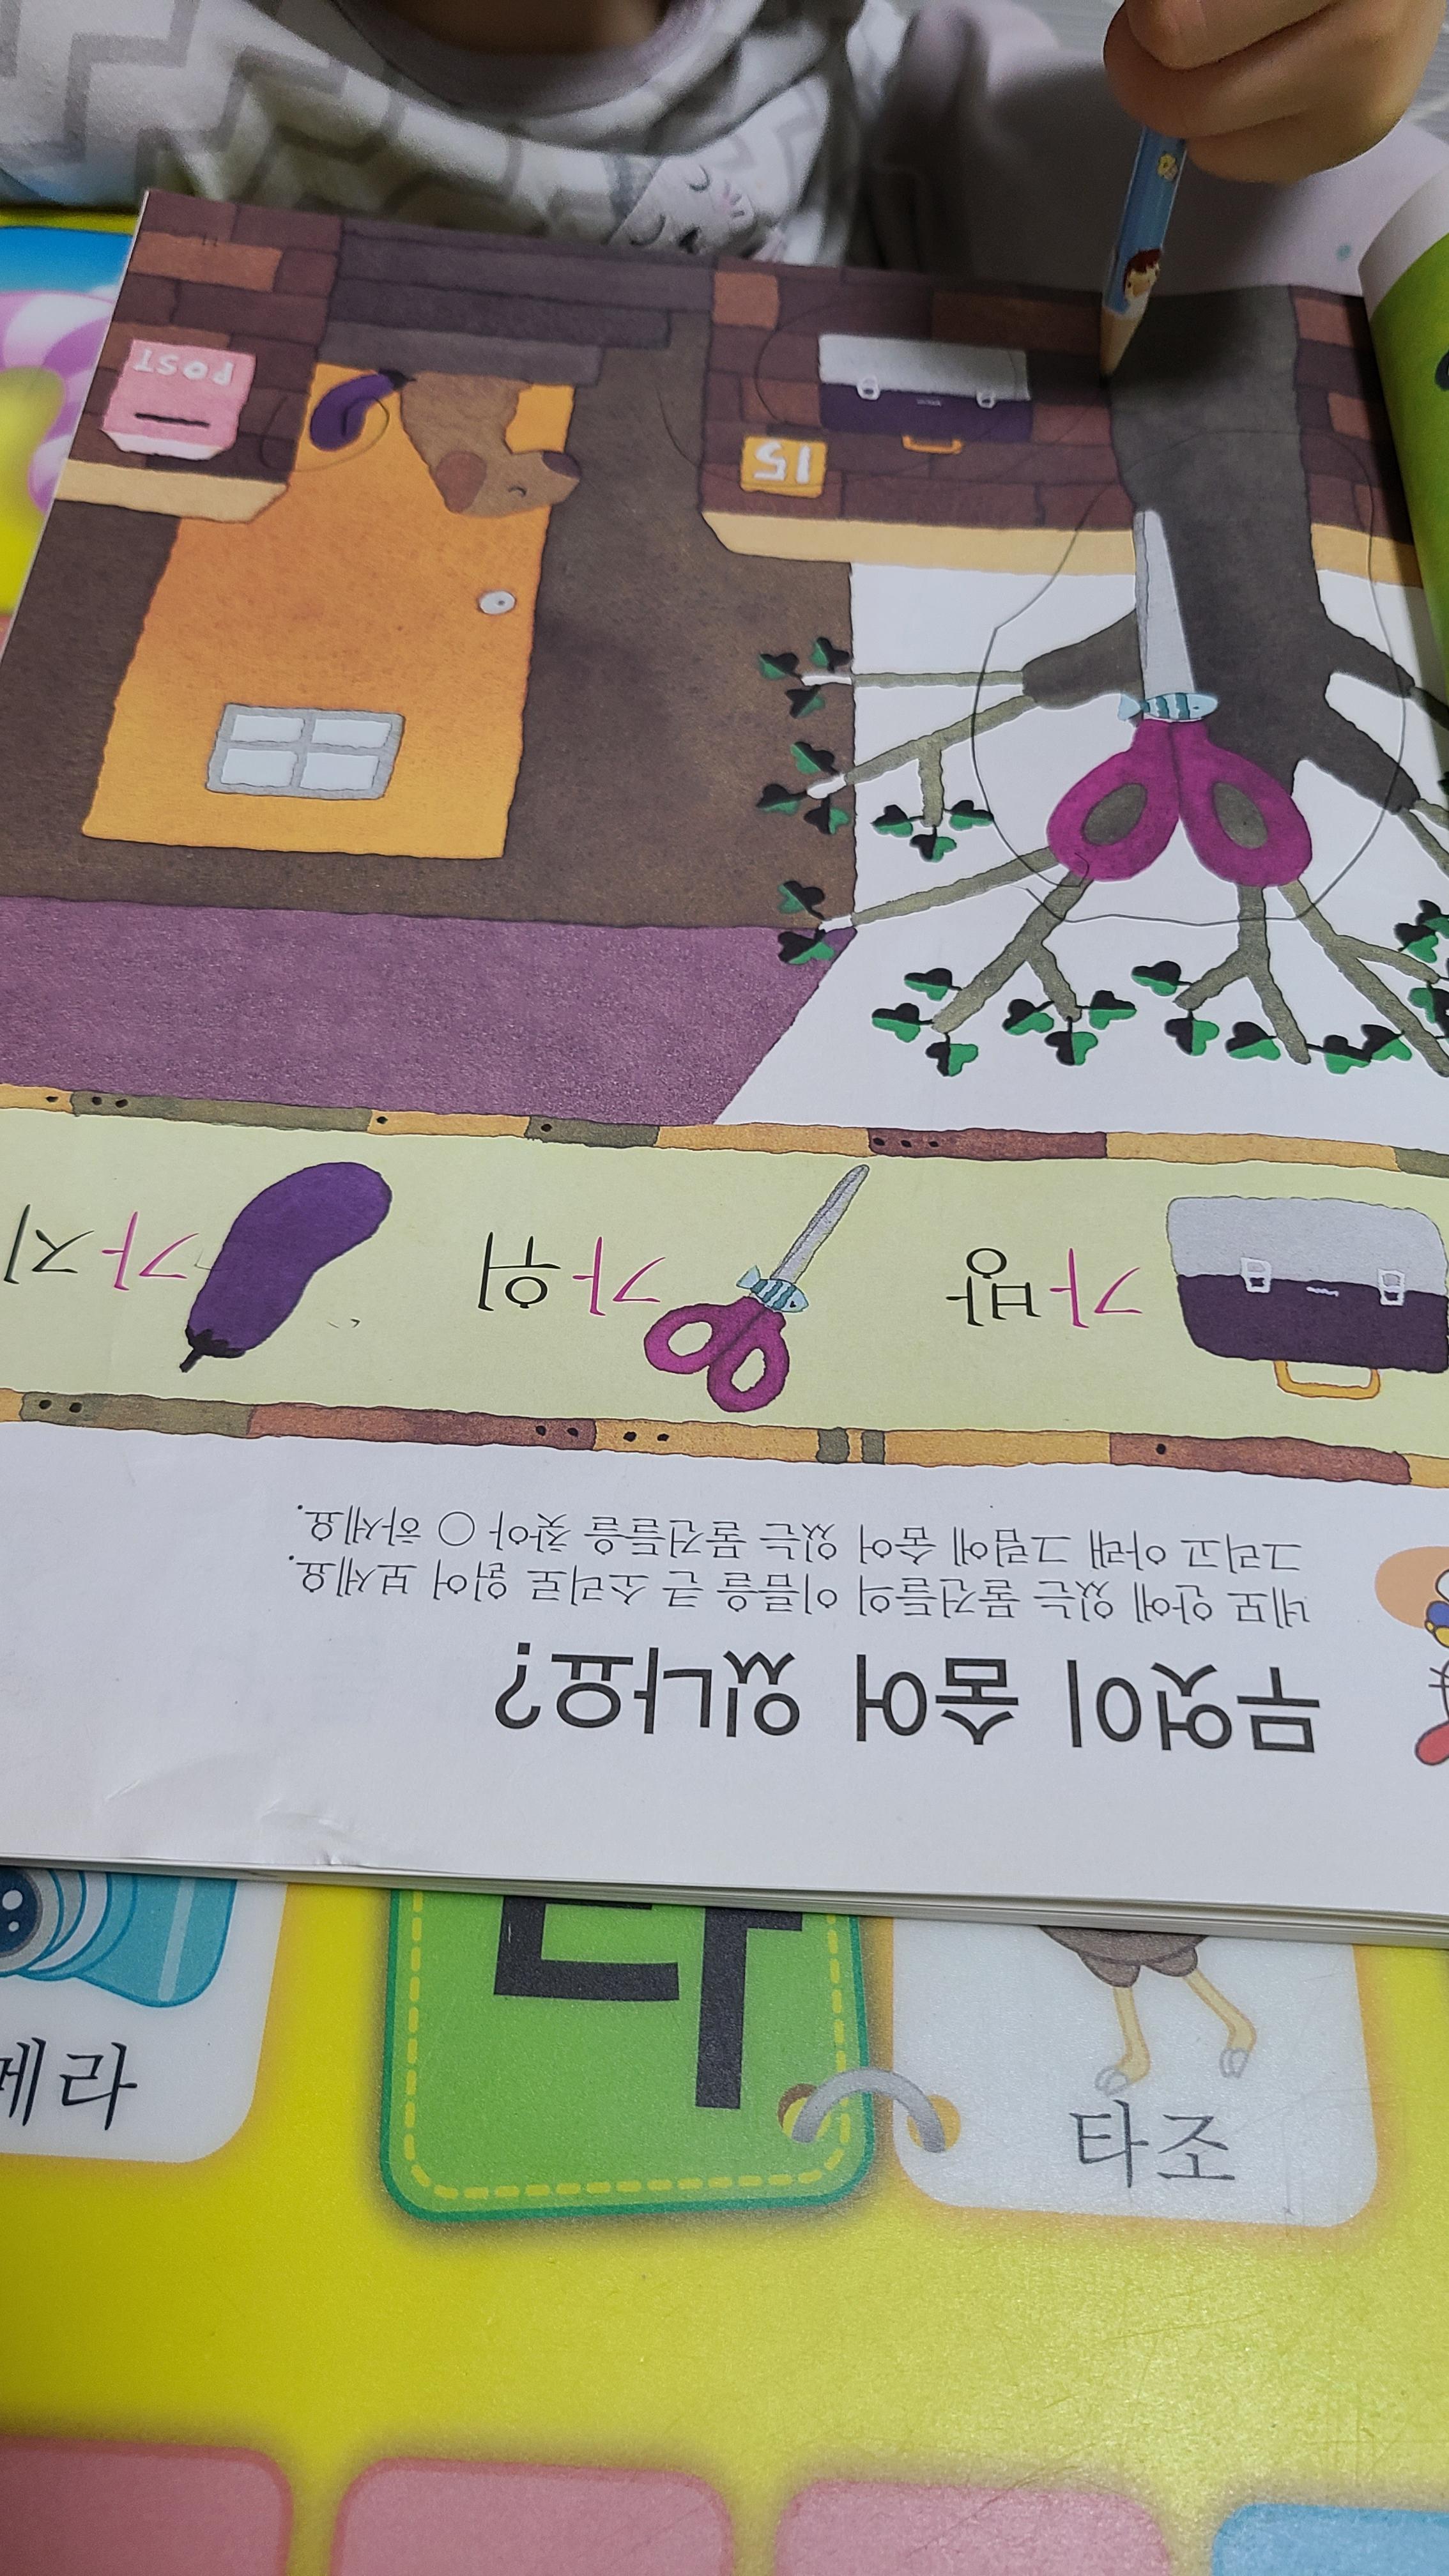 무엇이 숨어 있나요?
네모 안에 있는 물건들의 이름을 큰 소리로 읽어 보세요.
그리고 아래 그림에 숨어 있는 물건들을 찾아 ○ 하세요.
가방
가위
가지
15
POST
메라
타
타조